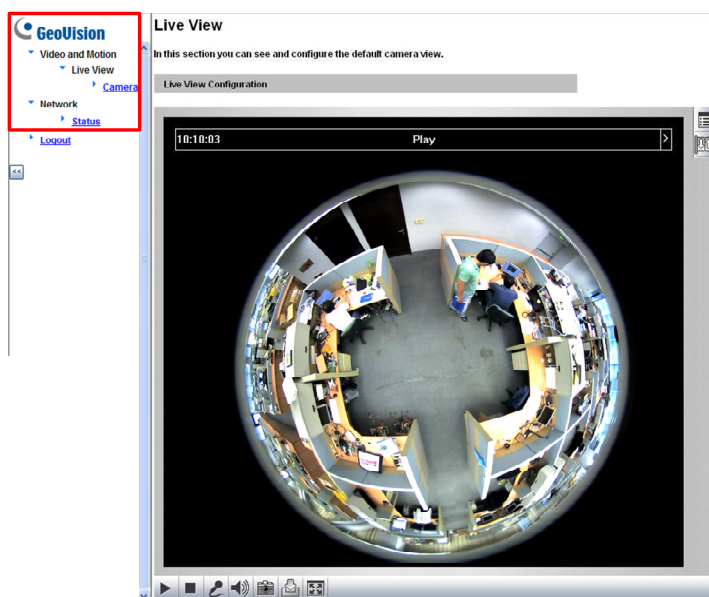 GeoVision
Video and Motion
Live View
Camera
Network
Status
Logout
<<
Live View
In this section you can see and configure the default camera view.
Live View Configuration
10:10:03 Play >